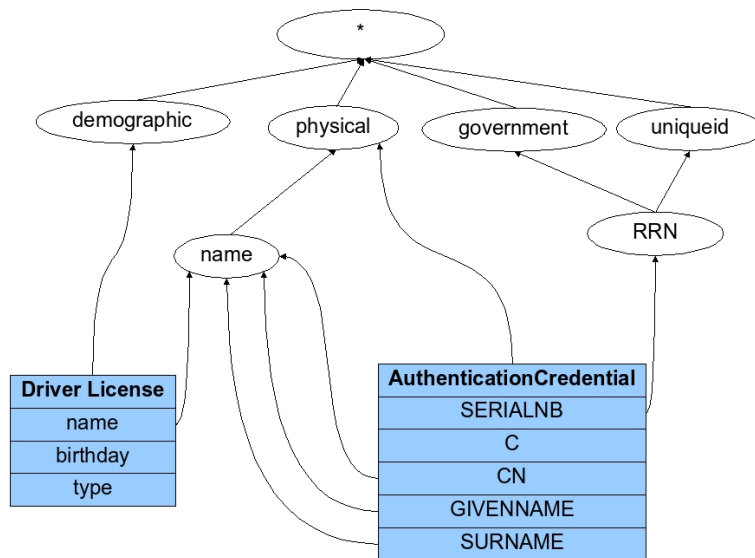 *
demographic
physical
government
uniqueid
name
RRN
Driver License
name
birthday
type
AuthenticationCredential
SERIALNB
C
CN
GIVENNAME
SURNAME